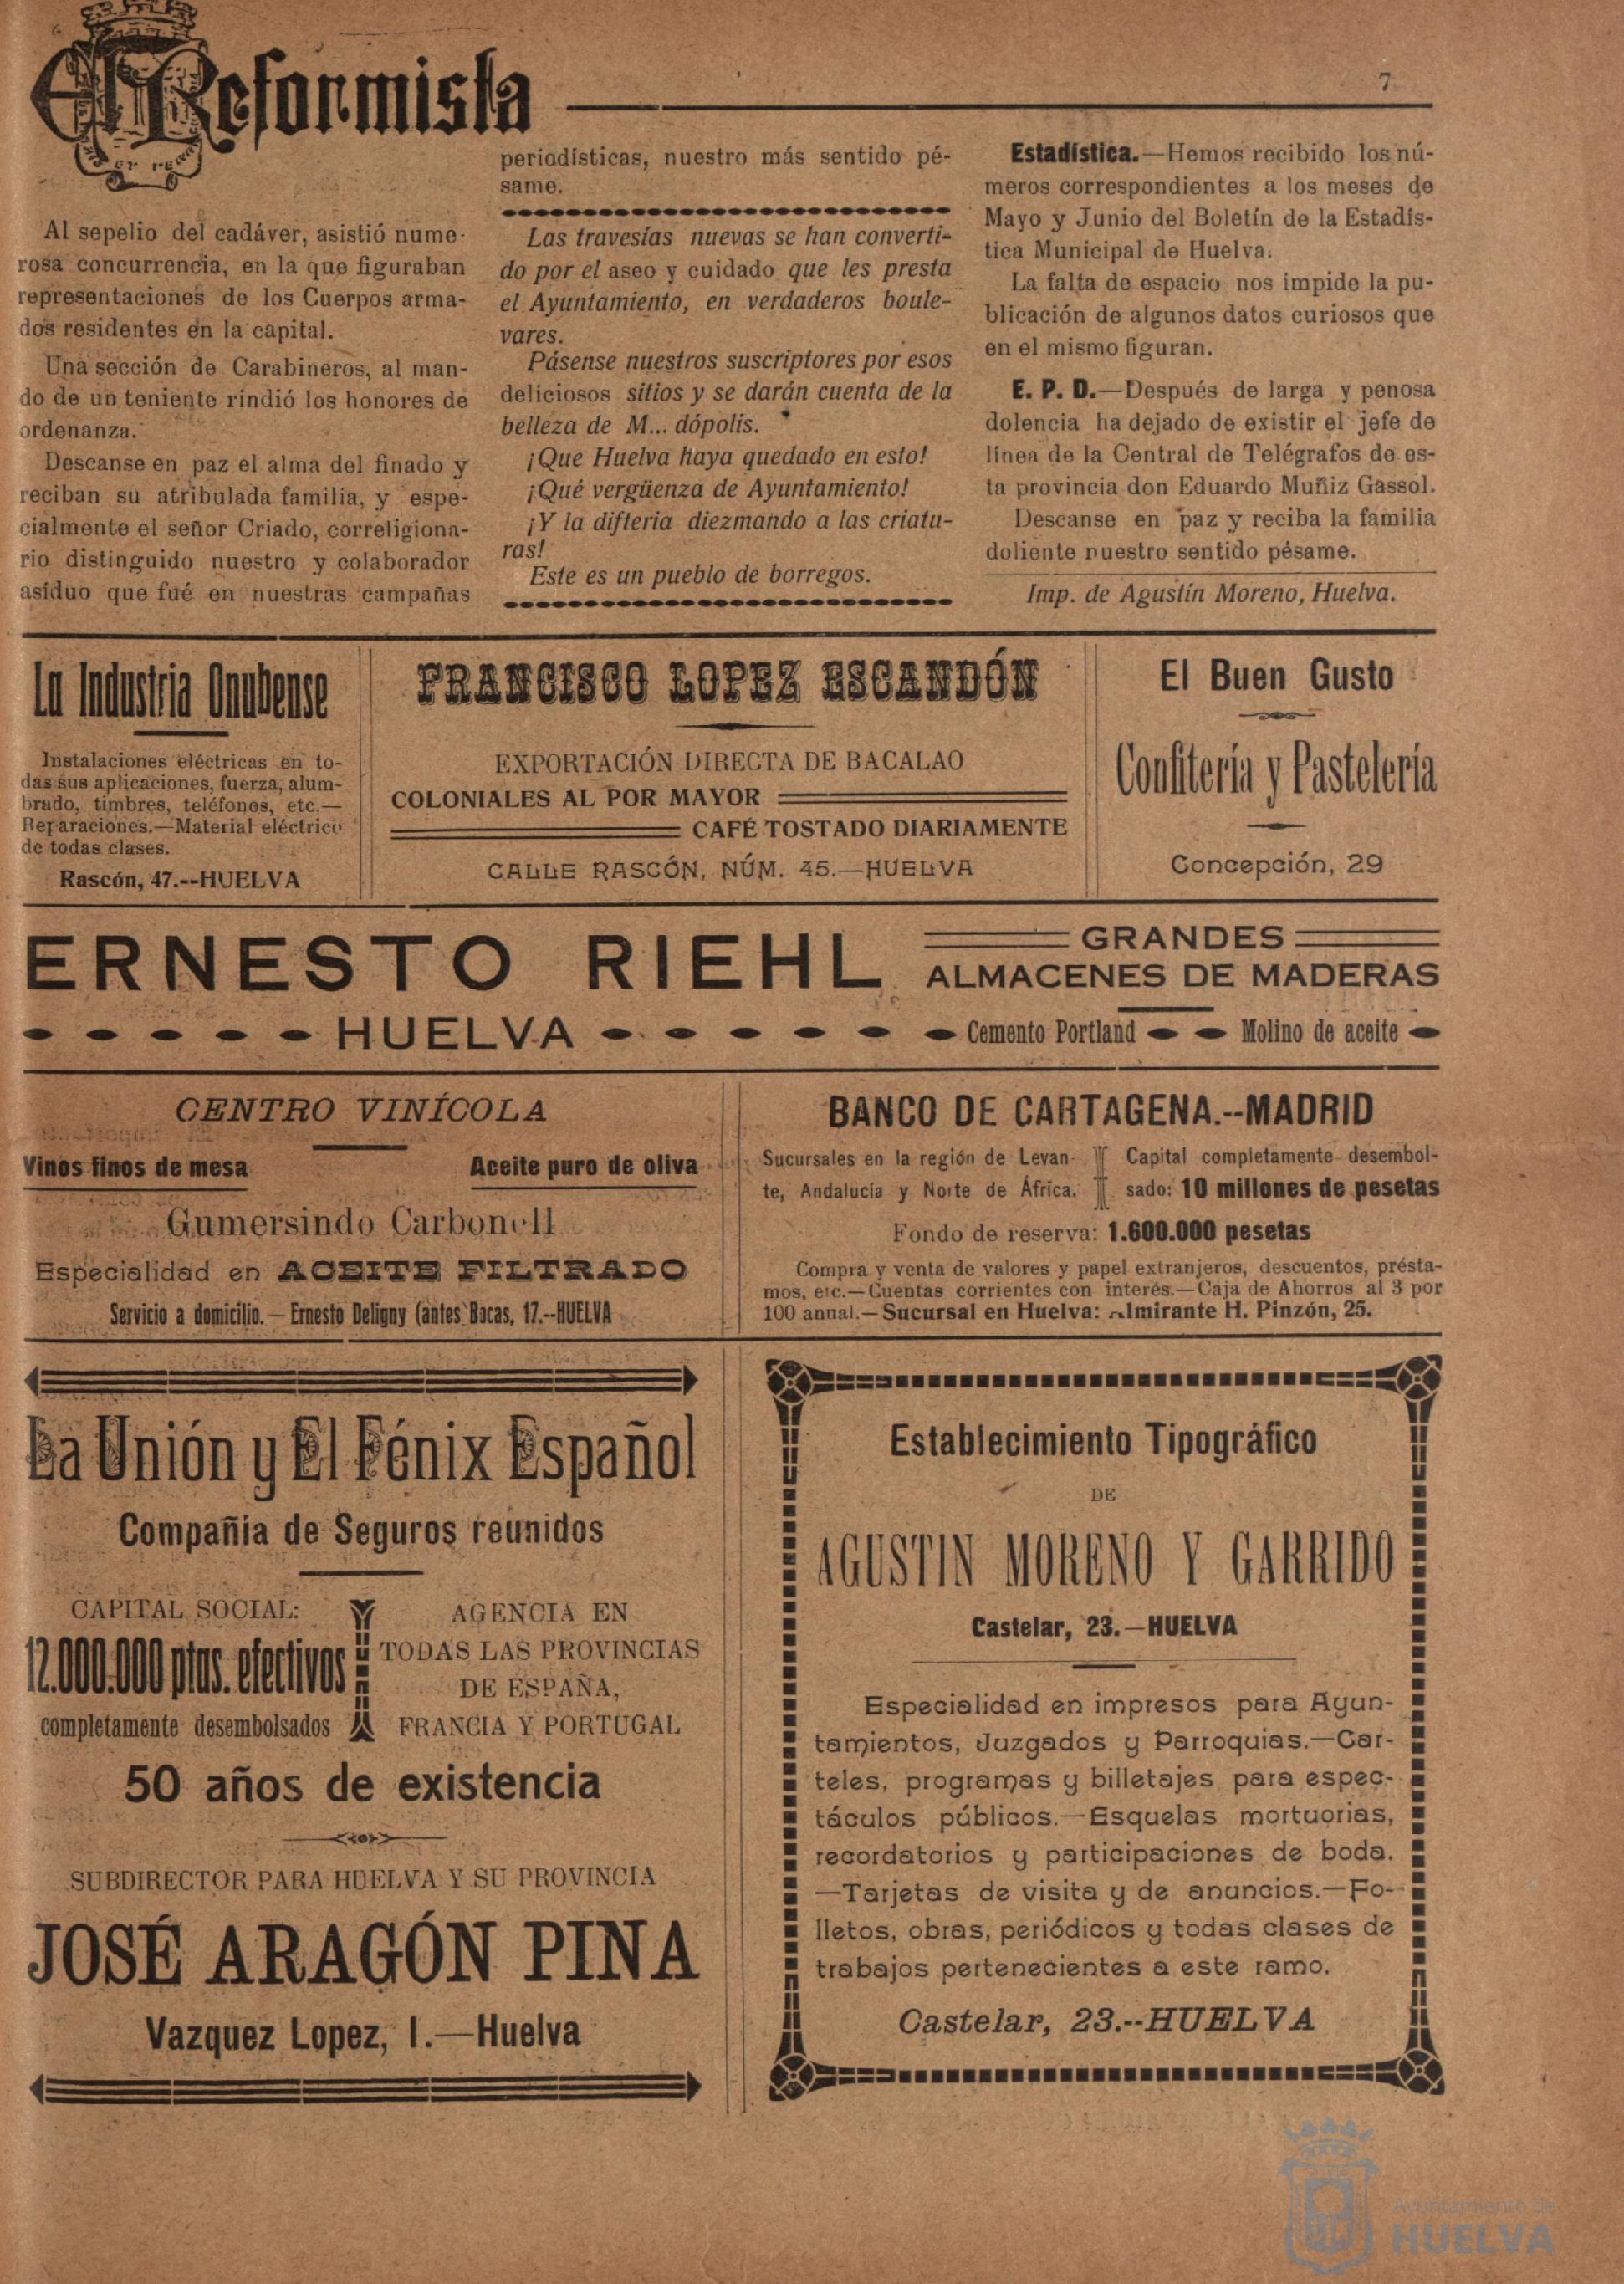 El Reformista
7
Al sepelio del cadáver, asistió nume-
rosa concurrencia, en la que figuraban
representaciones de los Cuerpos arma-
dos residentes en la capital.
Una sección de Carabineros, al man-
do de un teniente rindió los honores de
ordenanza.
Descanse en paz el alma del finado y
reciban su atribulada familia, y espe-
cialmente el señor Criado, correligiona-
rio distinguido nuestro y colaborador
asíduo que fué en nuestras campañas
periodísticas, nuestro más sentido pé-
same.
Las travesías nuevas se han converti-
do por el aseo y cuidado que les presta
el Ayuntamiento, en verdaderos boule-
vares.
Pásense nuestros suscriptores por esos
deliciosos sitios y se darán cuenta de la
belleza de M... dópolis.
¡Que Huelva haya quedado en esto!
¡Qué vergüenza de Ayuntamiento!
¡Y la difteria diezmando a las criatu-
ras!
Este es un pueblo de borregos.
Estadística.—Hemos recibido los nú-
meros correspondientes a los meses de
Mayo y Junio del Boletín de la Estadís-
tica Municipal de Huelva.
La falta de espacio nos impide la pu-
blicación de algunos datos curiosos que
en el mismo figuran.
E. P. D.—Después de larga y penosa
dolencia ha dejado de existir el jefe de
línea de la Central de Telégrafos de es-
ta provincia don Eduardo Muñiz Gassol.
Descanse en paz y reciba la familia
doliente nuestro sentido pésame.
Imp. de Agustín Moreno, Huelva.
La Industria Onubense
Instalaciones eléctricas en to-
das sus aplicaciones, fuerza, alum-
brado, timbres, teléfonos, etc.—
Reparaciones.—Material eléctrico
de todas clases.
Rascón, 47.--HUELVA
FRANCISCO LOPEZ ESCANDÓN
EXPORTACIÓN DIRECTA DE BACALAO
COLONIALES AL POR MAYOR
CAFÉ TOSTADO DIARIAMENTE
CALLE RASCÓN, NÚM. 45.—HUELVA
El Buen Gusto
Confitería y Pastelería
Concepción, 29
ERNESTO RIEHL
HUELVA
GRANDES
ALMACENES DE MADERAS
Cemento Portland
Molino de aceite
CENTRO VINÍCOLA
Vinos finos de mesa
Aceite puro de oliva
Gumersindo Carbonell
Especialidad en ACEITE FILTRADO
Servicio a domicilio.—Ernesto Deligny (antes Bocas, 17.--HUELVA
BANCO DE CARTAGENA.--MADRID
Sucursales en la región de Levan-
te, Andalucía y Norte de África.
Capital completamente desembol-
sado: 10 millones de pesetas
Fondo de reserva: 1.600.000 pesetas
Compra y venta de valores y papel extranjeros, descuentos, présta-
mos, etc.—Cuentas corrientes con interés.—Caja de Ahorros al 3 por
100 annal.—Sucursal en Huelva: Almirante H. Pinzón, 25.
La Unión y El Fénix Español
Compañia de Seguros reunidos
CAPITAL SOCIAL:
12.000.000 ptas. efectivos
completamente desembolsados
AGENCIA EN
TODAS LAS PROVINCIAS
DE ESPAÑA,
FRANCIA Y PORTUGAL
50 años de existencia
SUBDIRECTOR PARA HUELVA Y SU PROVINCIA
JOSÉ ARAGÓN PINA
Vazquez Lopez, 1.—Huelva
Establecimiento Tipográfico
DE
AGUSTIN MORENO Y GARRIDO
Castelar, 23.—HUELVA
Especialidad en impresos para Ayun-
tamientos, Juzgados y Parroquias.—Car-
teles, programas y billetajes para espec-
táculos públicos.—Esquelas mortuorias,
recordatorios y participaciones de boda.
—Tarjetas de visita y de anuncios.—Fo-
lletos, obras, periódicos y todas clases de
trabajos pertenecientes a este ramo.
Castelar, 23.--HUELVA
Ayuntamiento de
HUELVA